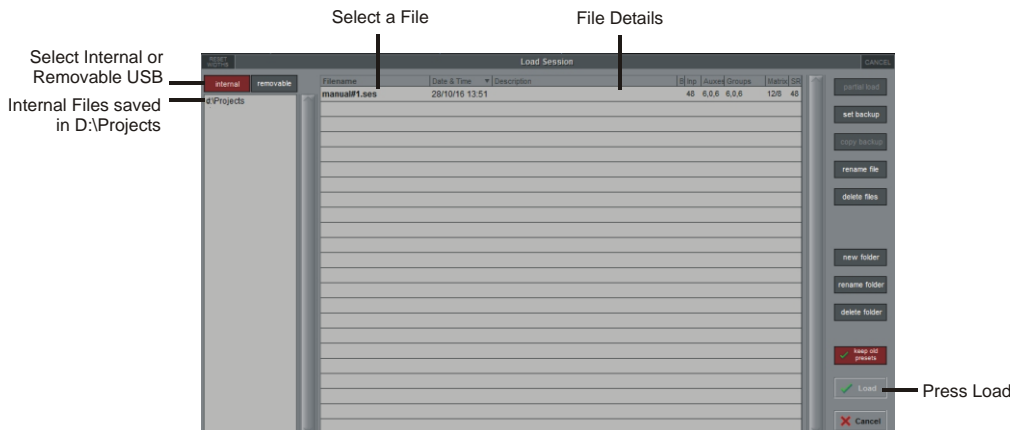 Select a File
File Details
Select Internal or
Removable USB
Internal Files saved
in D:\Projects
Press Load
RESET
WIDTHS
Load Session
CANCEL
internal
removable
d:\Projects
Filename
Date & Time
Description
B
Inp
Auxes
Groups
Matrix
SR
manual#1.ses
28/10/16 13:51
48
6,0,6
6,0,6
12/8
48
partial load
set backup
copy backup
rename file
delete files
new folder
rename folder
delete folder
keep old
presets
Load
Cancel